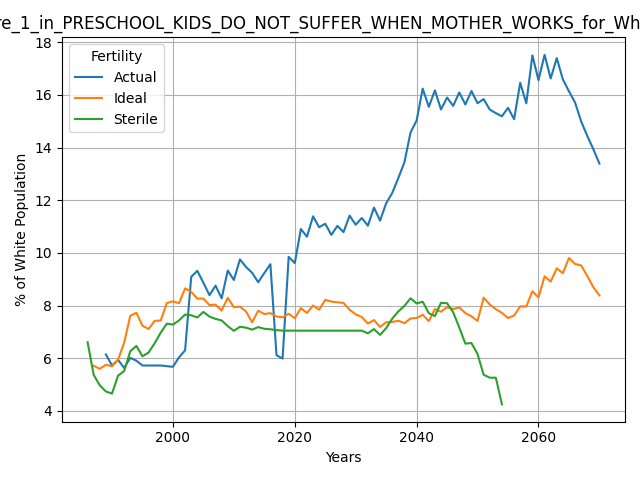 re_1_in_PRESCHOOL_KIDS_DO_NOT_SUFFER_WHEN_MOTHER_WORKS_for_Wh
Fertility
Actual
Ideal
Sterile
% of White Population
18
16
14
12
10
8
6
4
2000
2020
2040
2060
Years